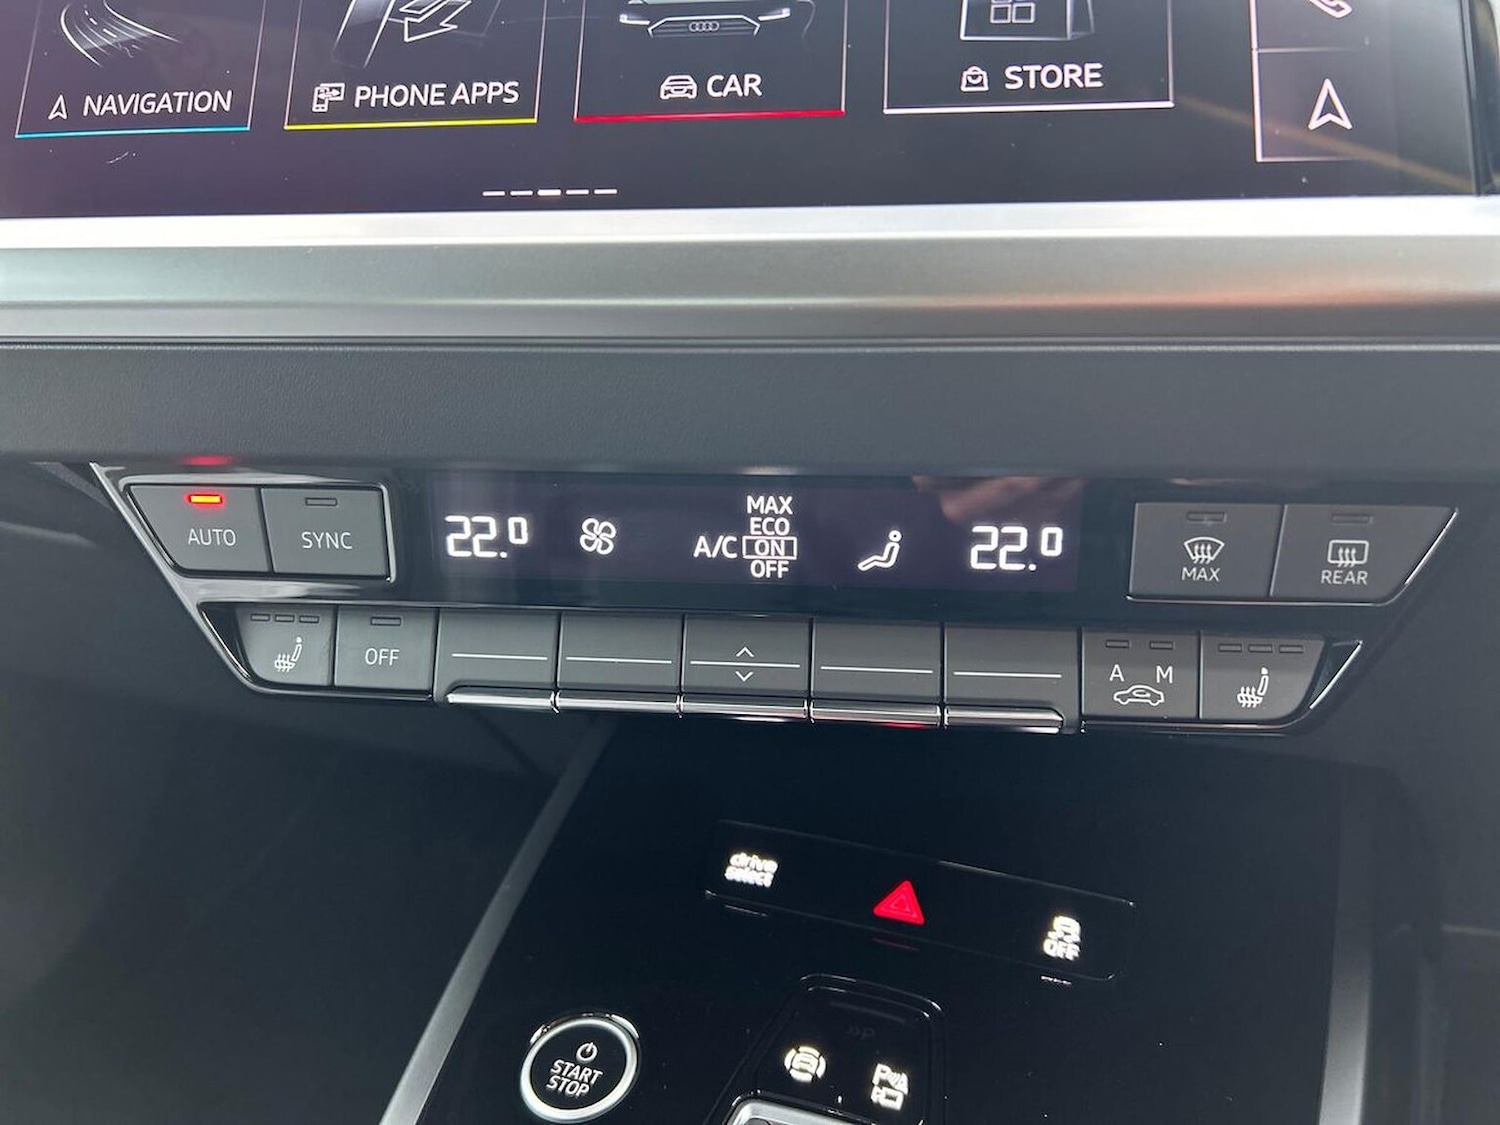 NAVIGATION
PHONE APPS
CAR
STORE
AUTO
SYNC
22.0
A/C
MAX
ECO
ON
OFF
22.0
MAX
REAR
OFF
A M
drive
select
OFF
START
STOP
P